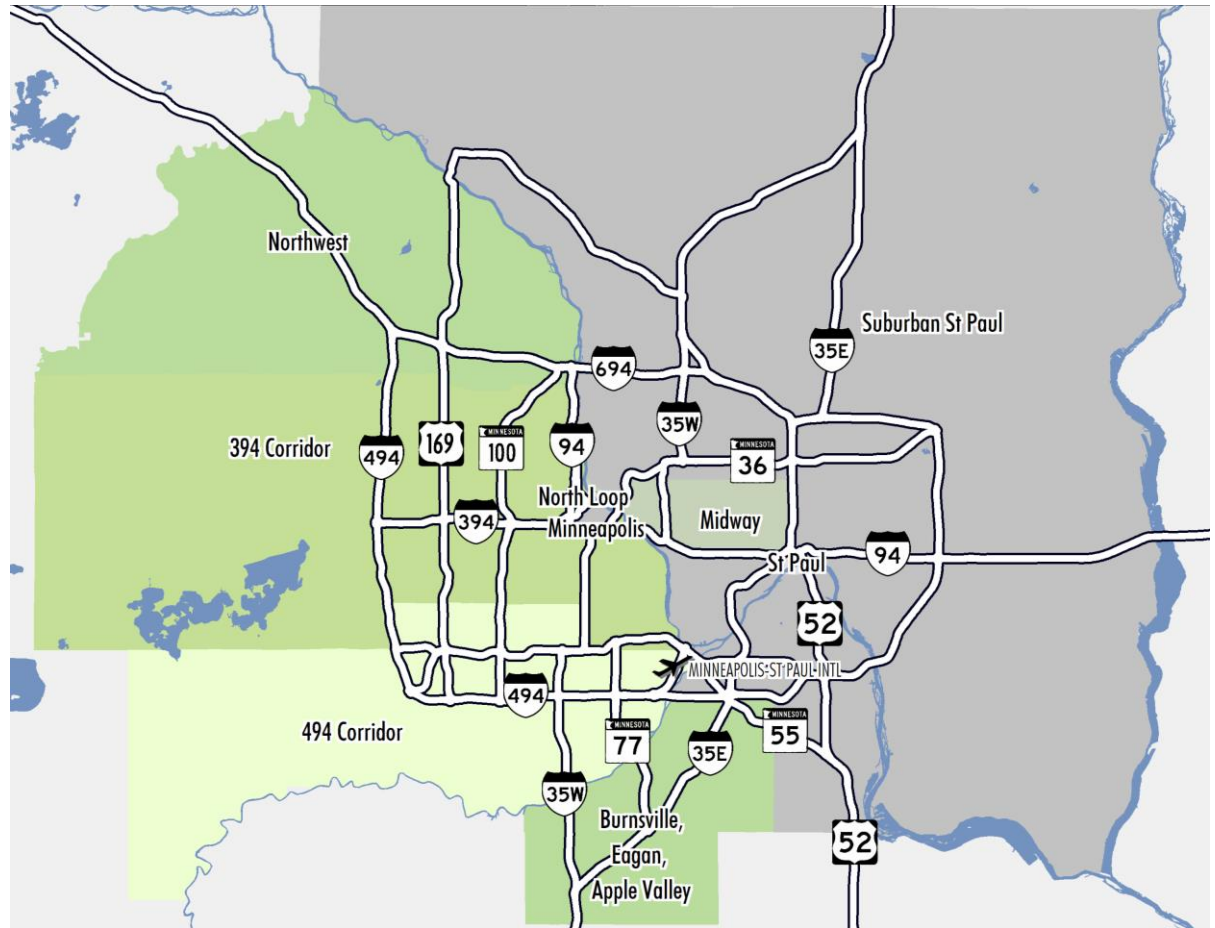 Northwest
Suburban St Paul
35E
694
35W
394 Corridor
494
169
MINNESOTA
100
94
MINNESOTA
36
North Loop
394
Minneapolis
Midway
St Paul
94
52
MINNEAPOLIS-ST PAUL INTL
494
494 Corridor
MINNESOTA
77
35E
MINNESOTA
55
35W
Burnsville,
Eagan,
Apple Valley
52